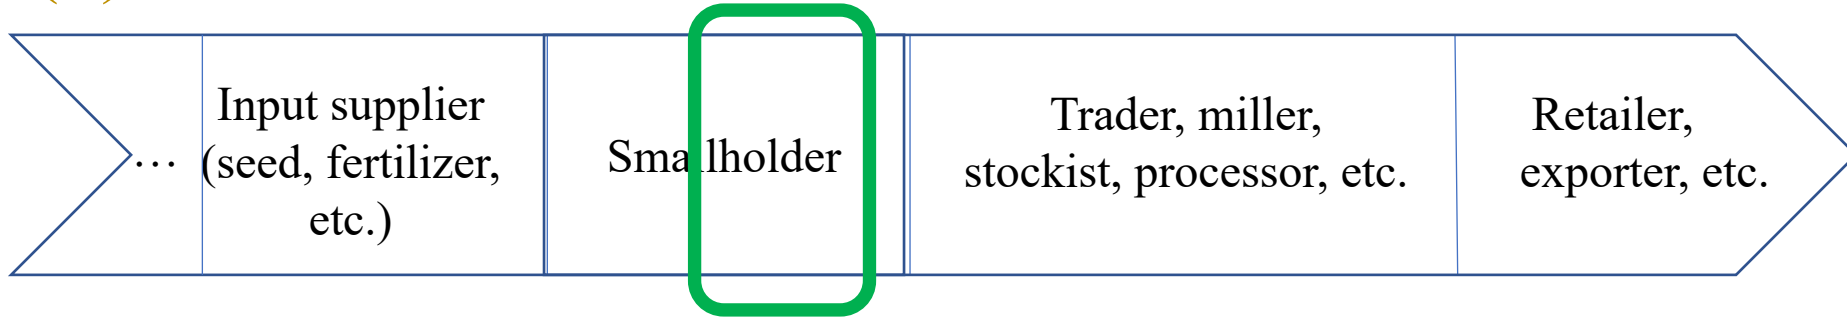 …
Input supplier
(seed, fertilizer,
etc.)
Smallholder
Trader, miller,
stockist, processor, etc.
Retailer,
exporter, etc.